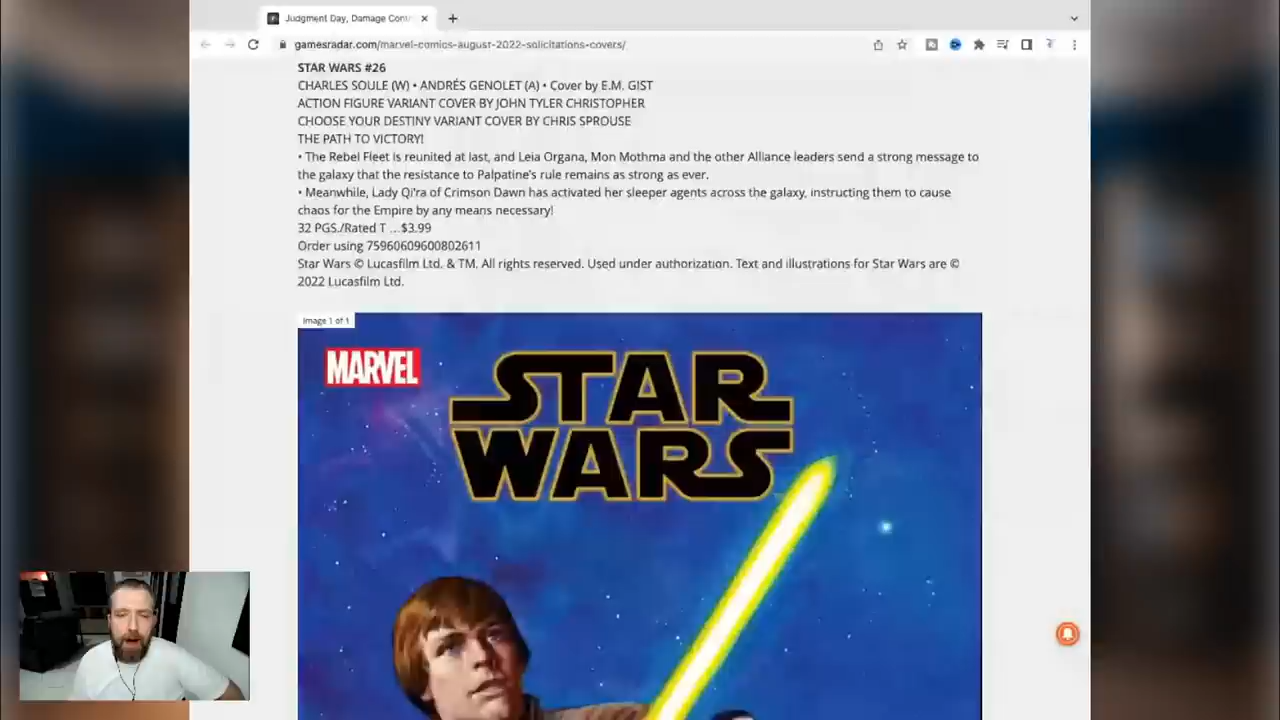 Judgment Day, Damage Cont
gamesradar.com/marvel-comics-august-2022-solicitations-covers/
STAR WARS #26
CHARLES SOULE (W) • ANDRÉS GENOLET (A) • Cover by E.M. GIST
ACTION FIGURE VARIANT COVER BY JOHN TYLER CHRISTOPHER
CHOOSE YOUR DESTINY VARIANT COVER BY CHRIS SPROUSE
THE PATH TO VICTORY!
• The Rebel Fleet is reunited at last, and Leia Organa, Mon Mothma and the other Alliance leaders send a strong message to
the galaxy that the resistance to Palpatine's rule remains as strong as ever.
• Meanwhile, Lady Qi'ra of Crimson Dawn has activated her sleeper agents across the galaxy, instructing them to cause
chaos for the Empire by any means necessary!
32 PGS./Rated T …$3.99
Order using 75960609600802611
Star Wars © Lucasfilm Ltd. & TM. All rights reserved. Used under authorization. Text and illustrations for Star Wars are ©
2022 Lucasfilm Ltd.
Image 1 of 1
MARVEL
STAR
WARS